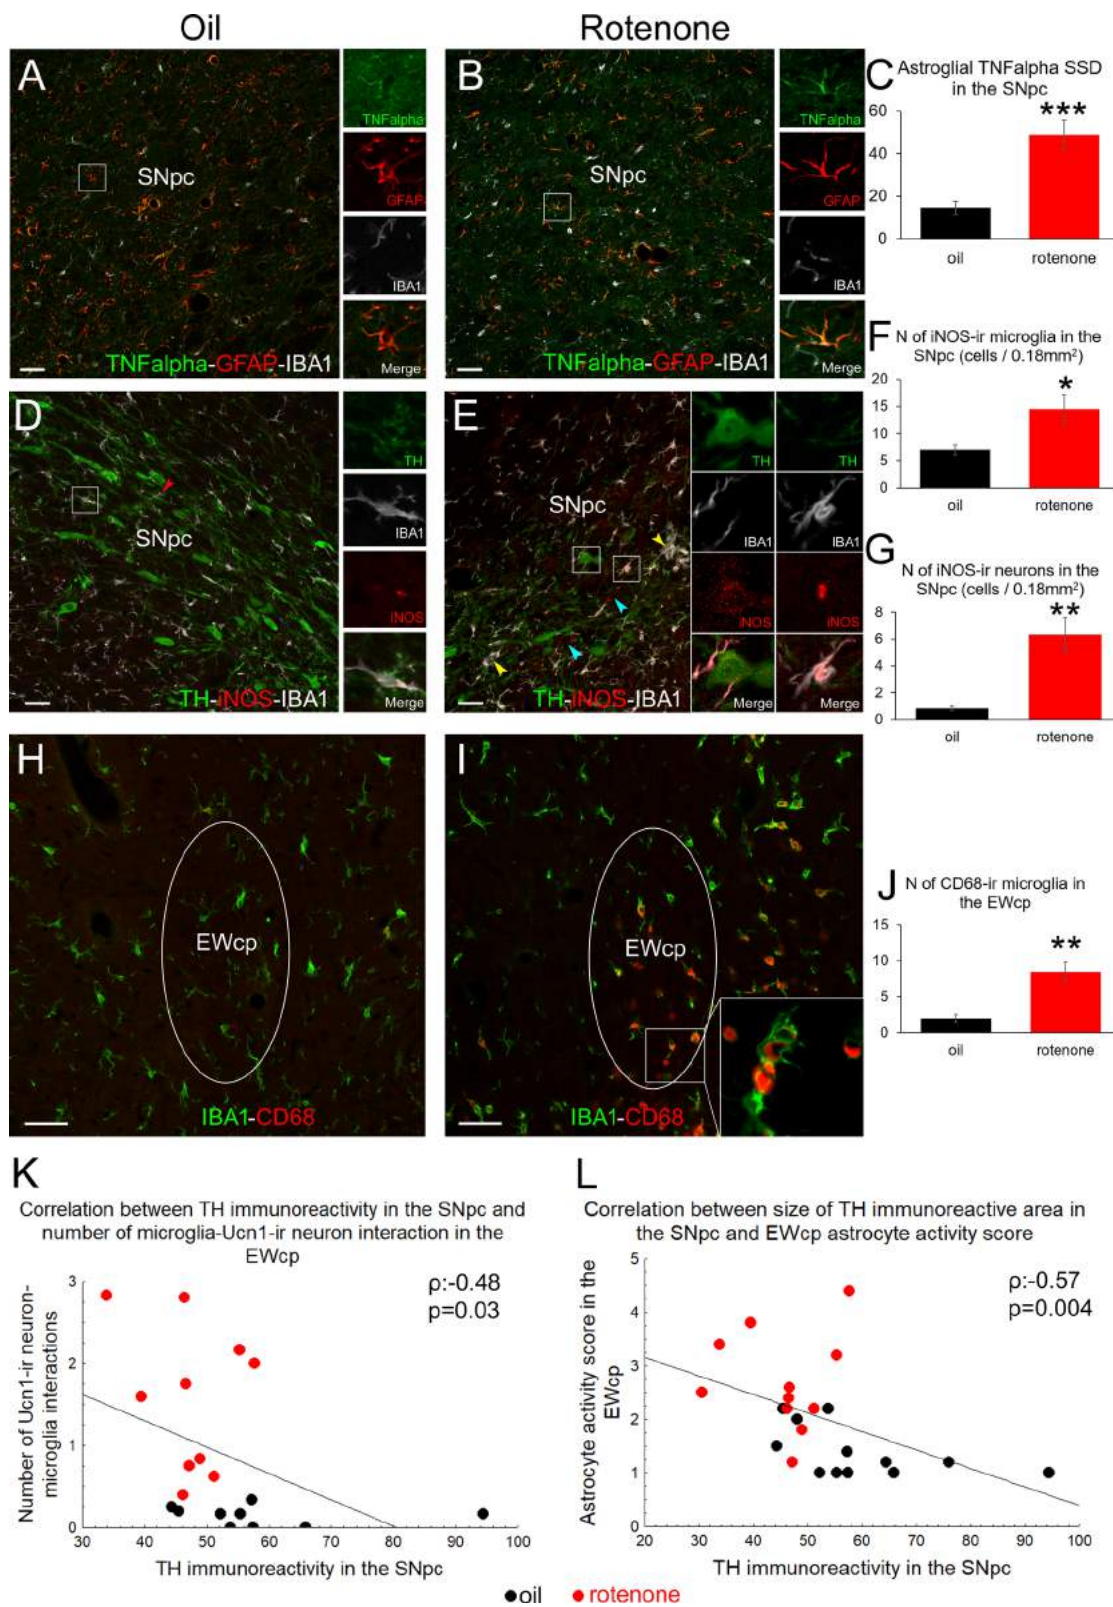 Oil
Rotenone
A
SNpc
TNFalpha-GFAP-IBA1
TNFalpha
GFAP
IBA1
Merge
B
SNpc
TNFalpha-GFAP-IBA1
TNFalpha
GFAP
IBA1
Merge
C
Astroglial TNFalpha SSD
in the SNpc
60
40
20
0
***
oil
rotenone
D
SNpc
TH-iNOS-IBA1
TH
IBA1
iNOS
Merge
E
SNpc
TH-iNOS-IBA1
TH
TH
IBA1
IBA1
iNOS
iNOS
Merge
Merge
F
N of iNOS-ir microglia in the
SNpc (cells / 0.18mm²)
20
15
10
5
0
*
oil
rotenone
G
N of iNOS-ir neurons in the
SNpc (cells / 0.18mm²)
8
6
4
2
0
**
oil
rotenone
H
EWcp
IBA1-CD68
I
EWcp
IBA1-CD68
J
N of CD68-ir microglia in
the EWcp
15
10
5
0
**
oil
rotenone
K
Correlation between TH immunoreactivity in the SNpc and
number of microglia-Ucn1-ir neuron interaction in the
EWcp
ρ:-0.48
p=0.03
Number of Ucn1-ir neuron-
microglia interactions
3
2
1
0
30 40 50 60 70 80 90 100
TH immunoreactivity in the SNpc
L
Correlation between size of TH immunoreactive area in
the SNpc and EWcp astrocyte activity score
ρ:-0.57
p=0.004
Astrocyte activity score in the
EWcp
5
4
3
2
1
0
20 30 40 50 60 70 80 90 100
TH immunoreactivity in the SNpc
oil
rotenone